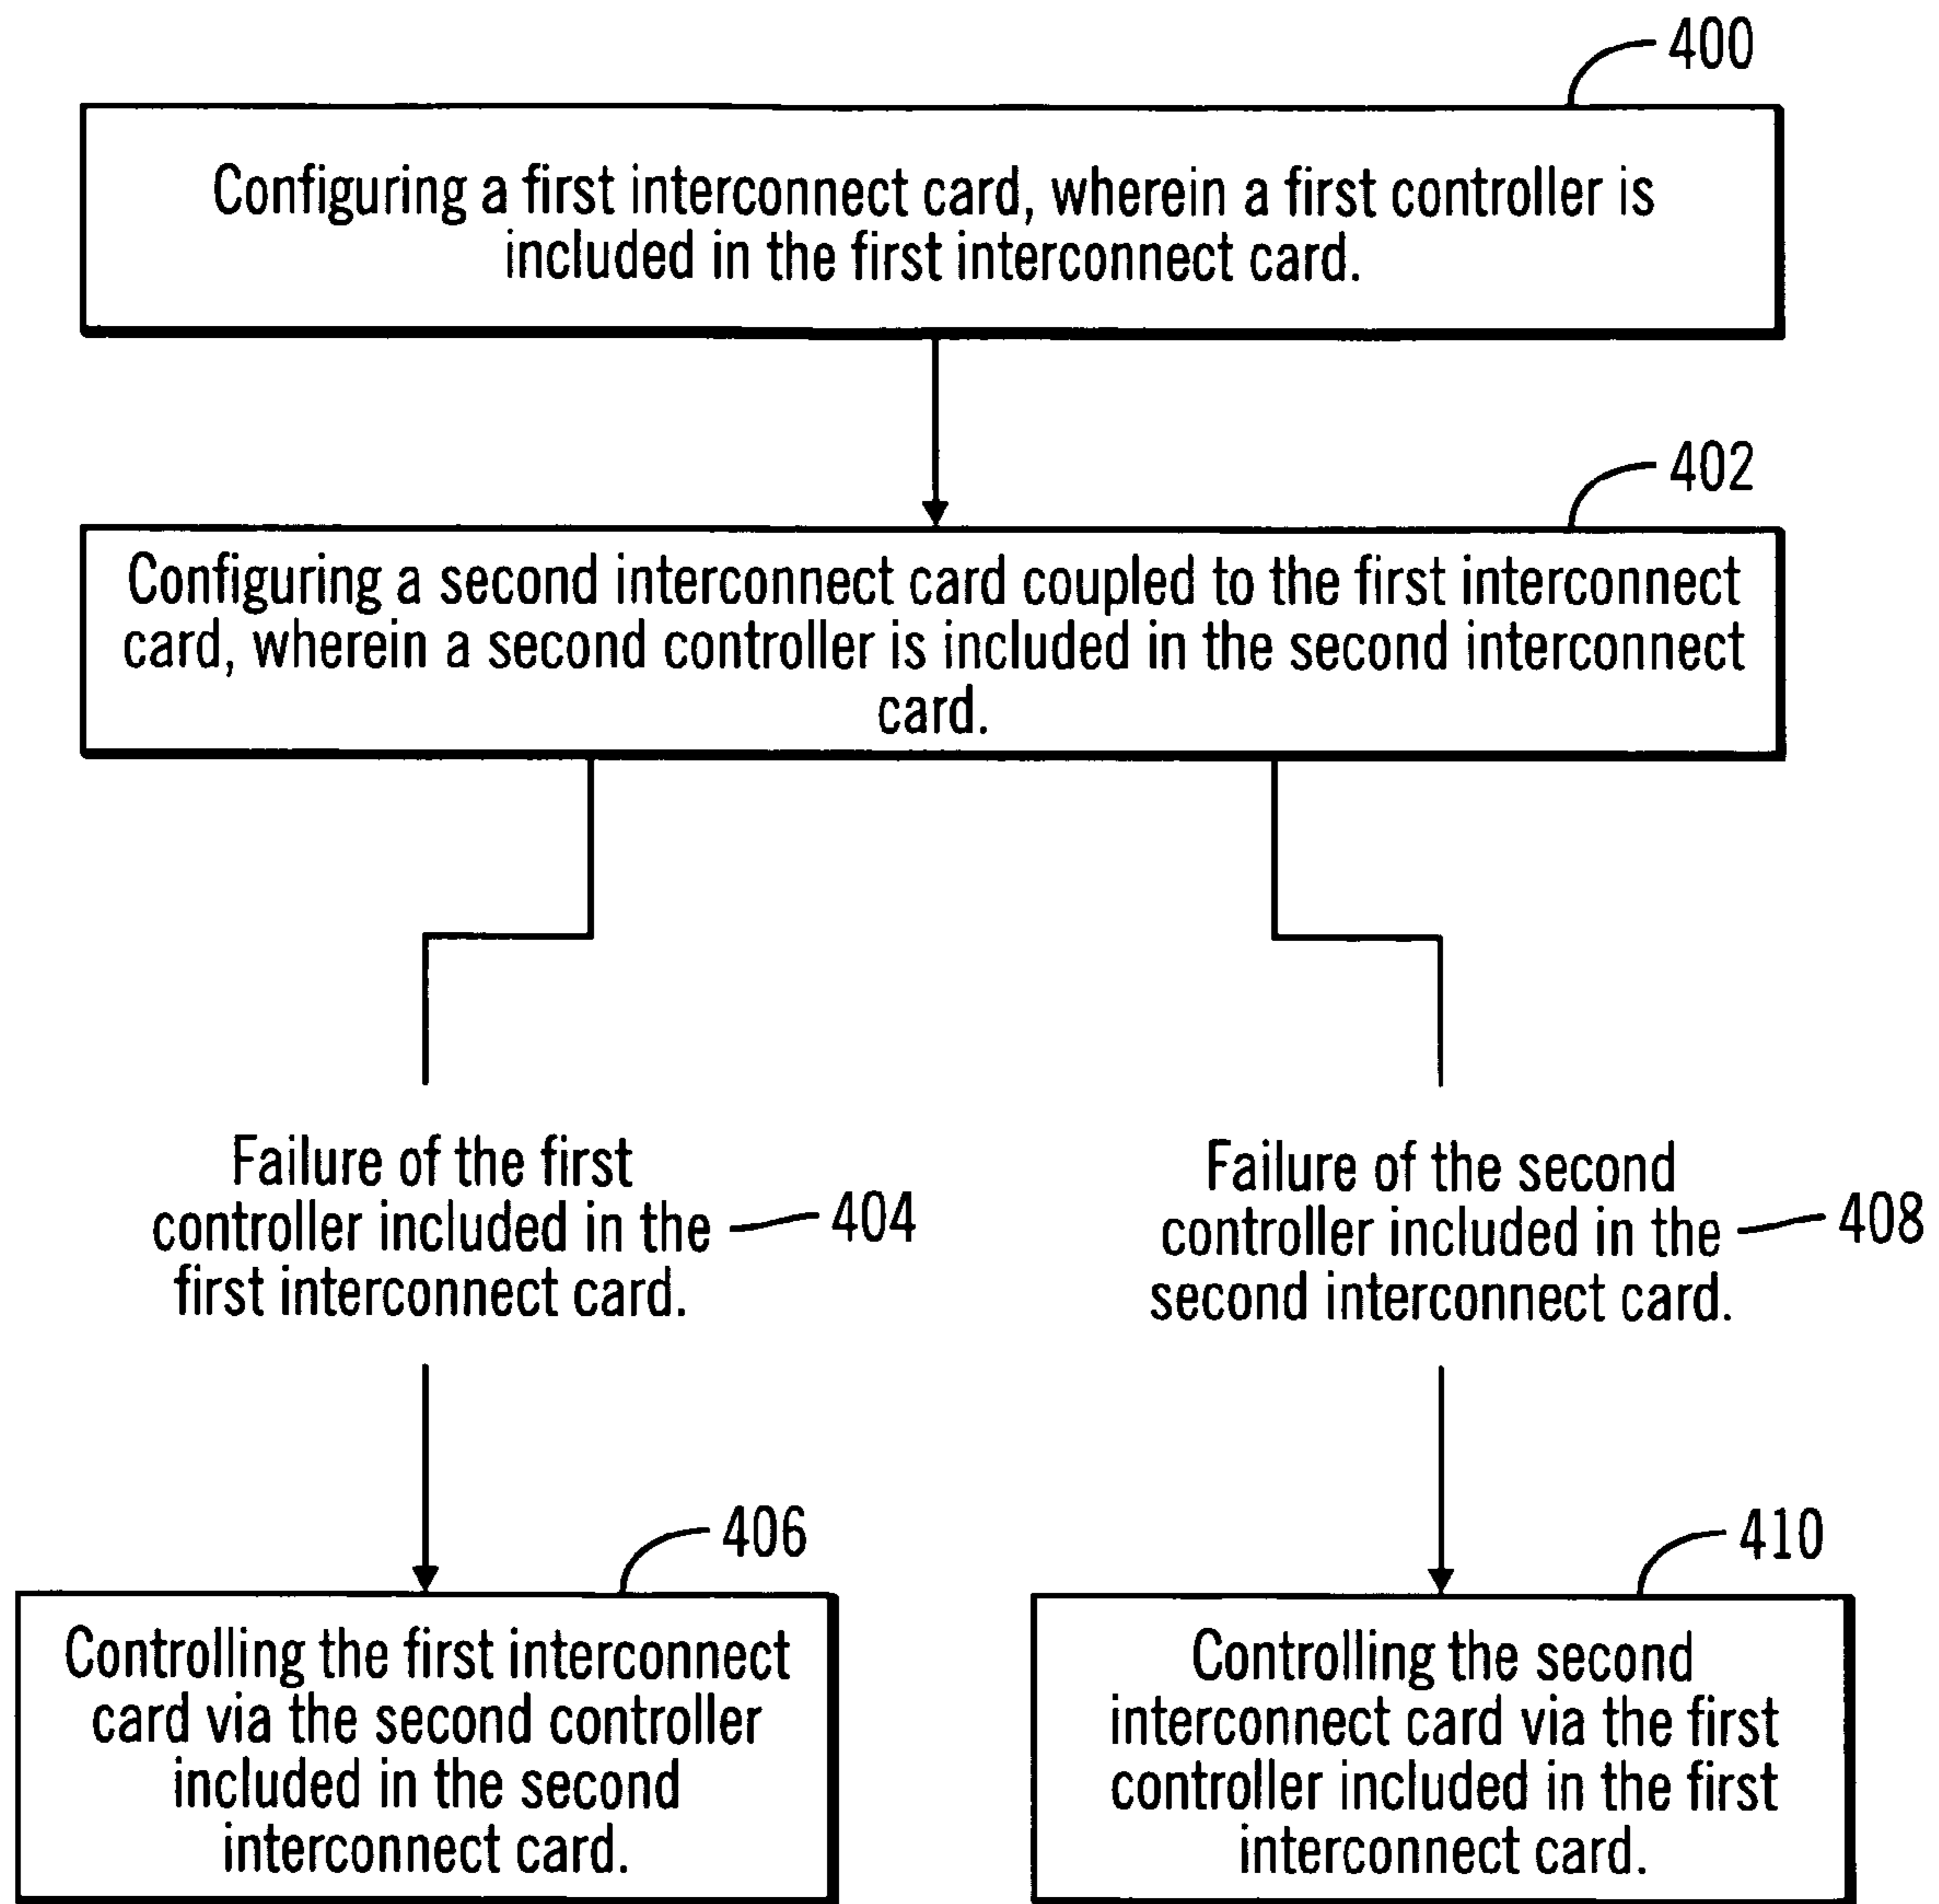 400
Configuring a first interconnect card, wherein a first controller is
included in the first interconnect card.
402
Configuring a second interconnect card coupled to the first interconnect
card, wherein a second controller is included in the second interconnect
card.
Failure of the first
controller included in the
first interconnect card.
404
Failure of the second
controller included in the
second interconnect card.
408
406
Controlling the first interconnect
card via the second controller
included in the second
interconnect card.
410
Controlling the second
interconnect card via the first
controller included in the first
interconnect card.